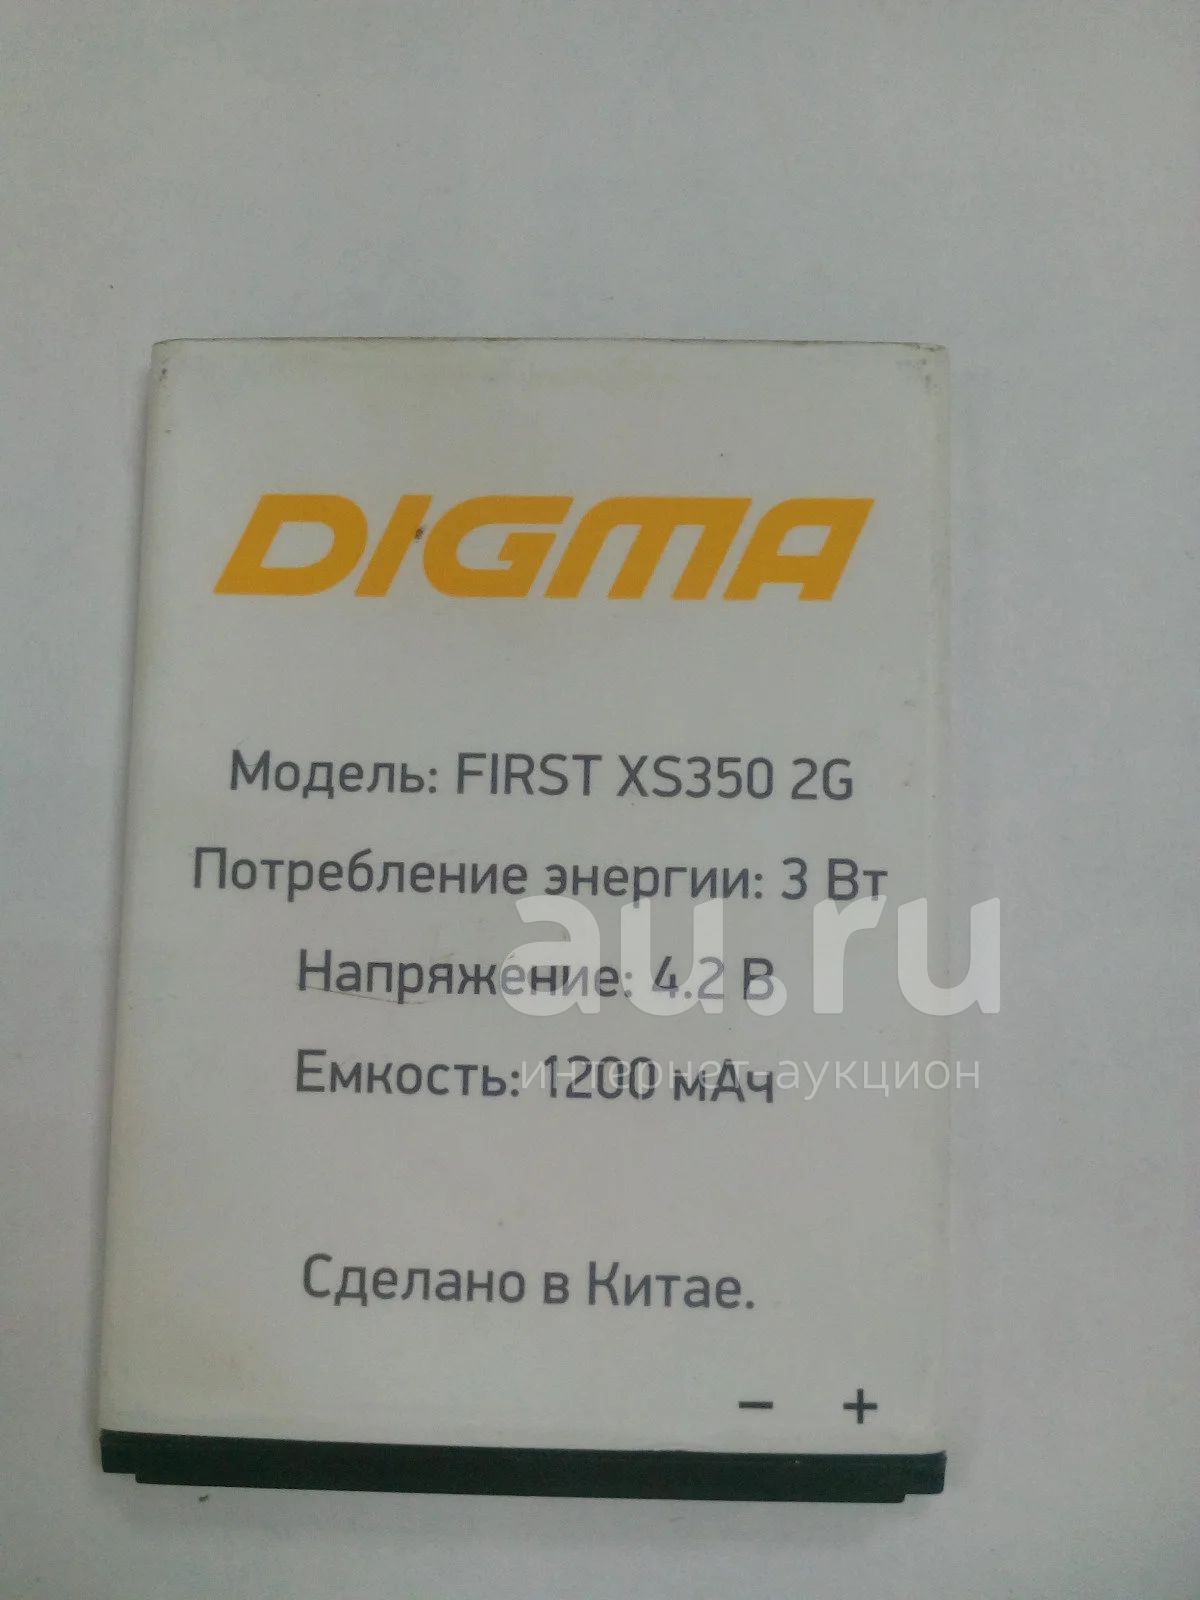 DIGMA
Модель: FIRST XS350 2G
Потребление энергии: 3 Вт
au.ru
Напряжение: 4.2 В
Емкость: 1200 мАч
интернет-аукцион
Сделано в Китае.
− +